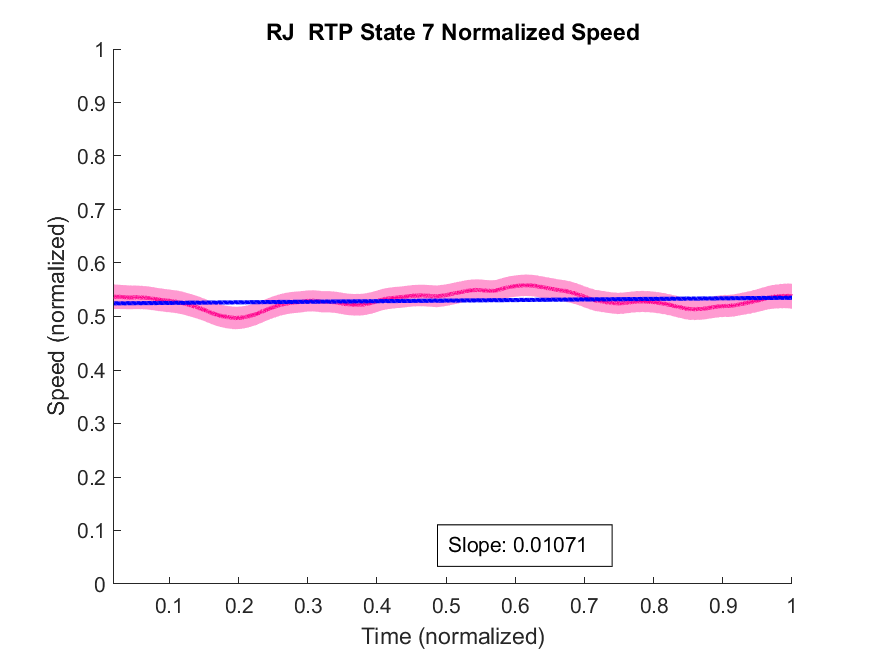 RJ  RTP State 7 Normalized Speed
1
0.9
0.8
0.7
0.6
0.5
0.4
0.3
0.2
0.1
0
Speed (normalized)
Slope: 0.01071
0.1 0.2 0.3 0.4 0.5 0.6 0.7 0.8 0.9 1
Time (normalized)